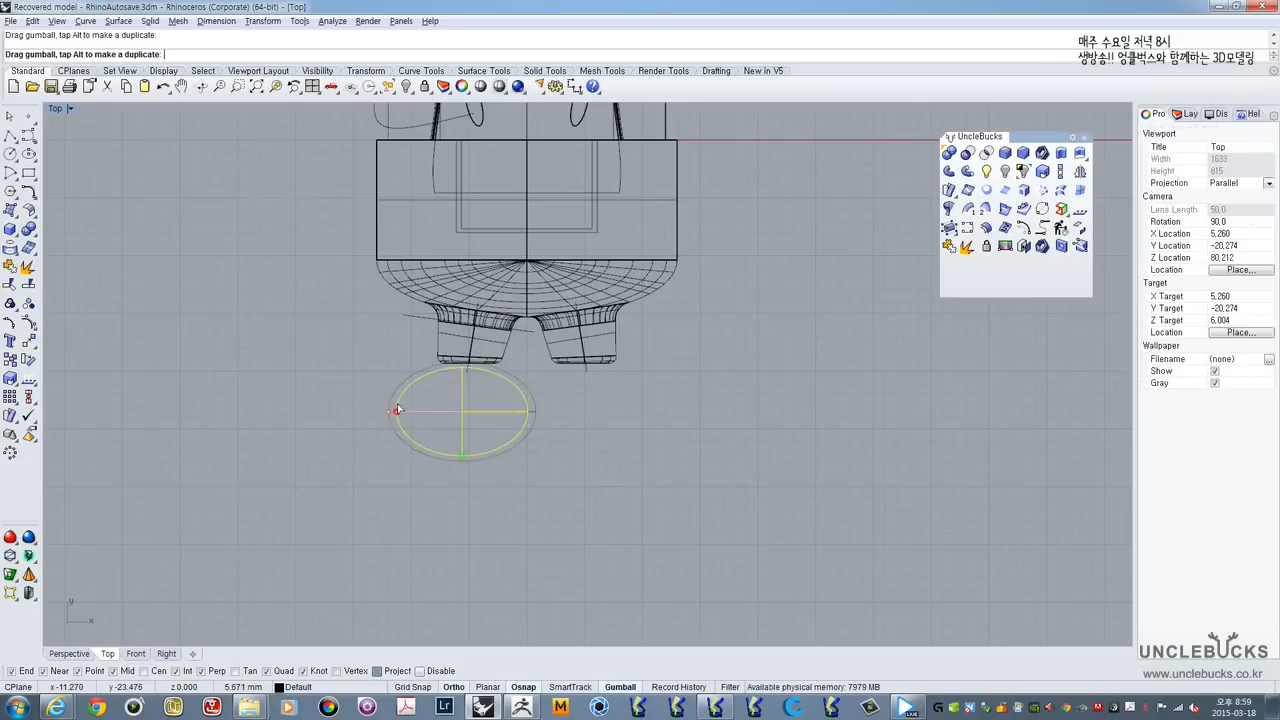 Recovered model - RhinoAutosave.3dm - Rhinoceros (Corporate) (64-bit) - [Top]
File Edit View Curve Surface Solid Mesh Dimension Transform Tools Analyze Render Panels Help
Drag gumball, tap Alt to make a duplicate:
Drag gumball, tap Alt to make a duplicate:
매주 수요일 저녁 8시
생방송!! 엉클벅스와 함께하는 3D모델링
Standard CPlanes Set View Display Select Viewport Layout Visibility Transform Curve Tools Surface Tools Solid Tools Mesh Tools Render Tools Drafting New in V5
Top
UncleBucks
Pro Lay Dis Hel
Viewport
Title Top
Width 1633
Height 815
Projection Parallel
Camera
Lens Length 50,0
Rotation 90,0
X Location 5,260
Y Location -20,274
Z Location 80,212
Location Place...
Target
X Target 5,260
Y Target -20,274
Z Target 6,004
Location Place...
Wallpaper
Filename (none)
Show
Gray
y
x
Perspective Top Front Right
End Near Point Mid Cen Int Perp Tan Quad Knot Vertex Project Disable
CPlane x -11.270 y -23.476 z 0.000 5.671 mm Default Grid Snap Ortho Planar Osnap SmartTrack Gumball Record History Filter Available physical memory: 7979 MB
UNCLEBUCKS
www.unclebucks.co.kr
Lr
LIVE
오후 8:59
2015-03-18